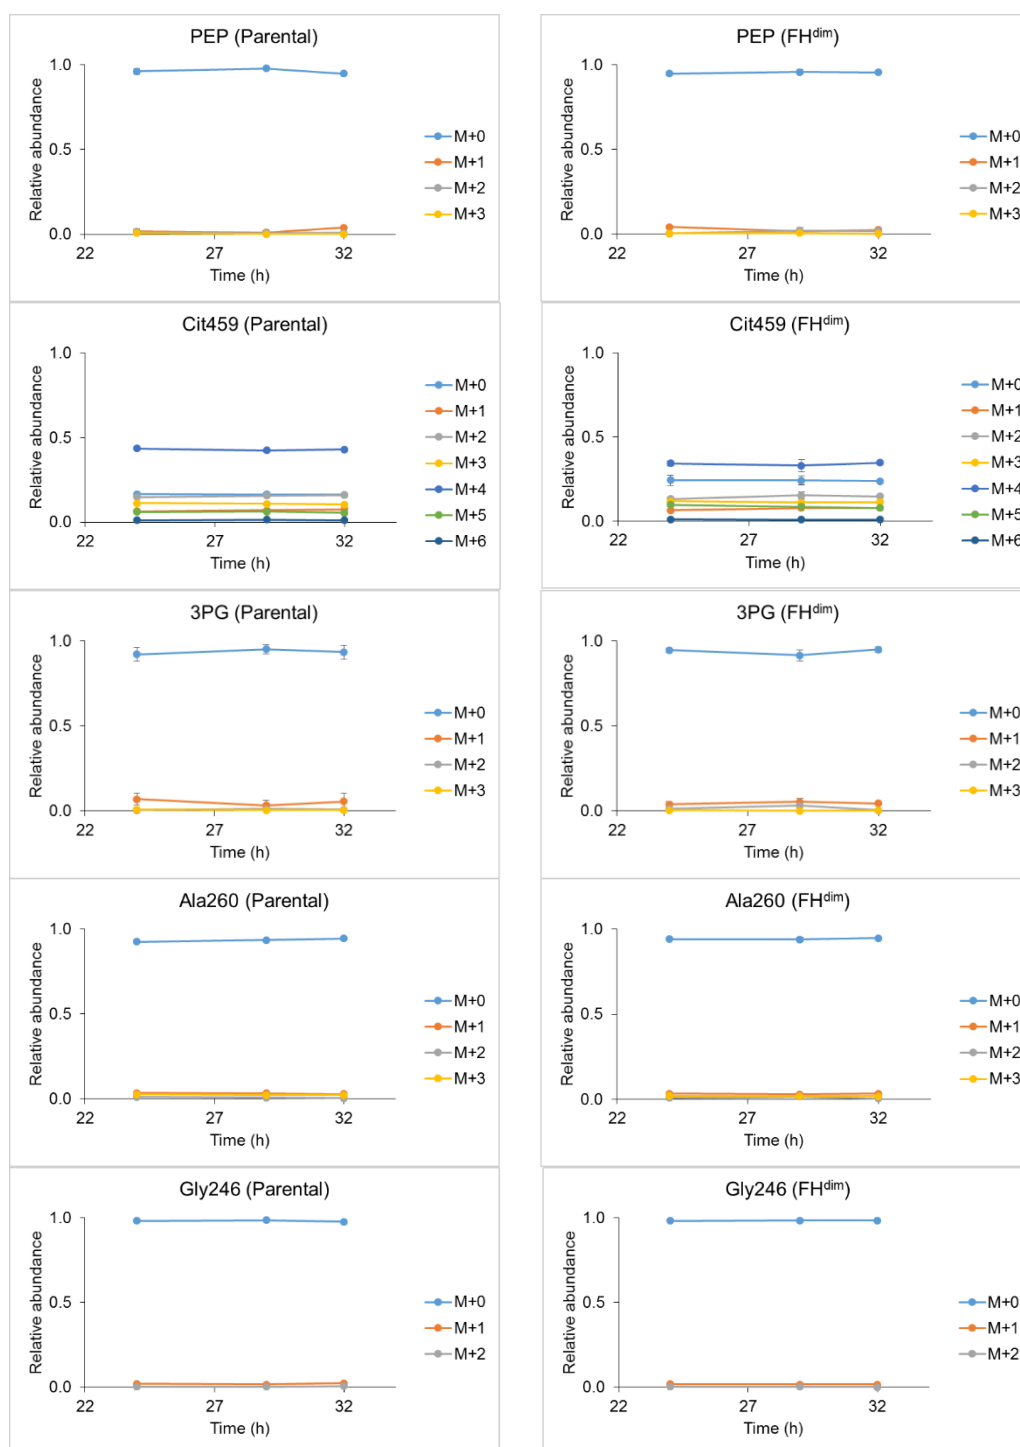 PEP (Parental)
1.0
0.5
0.0
22
27
32
Relative abundance
Time (h)
M+0
M+1
M+2
M+3
PEP (FHdim)
1.0
0.5
0.0
22
27
32
Relative abundance
Time (h)
M+0
M+1
M+2
M+3
Cit459 (Parental)
1.0
0.5
0.0
22
27
32
Relative abundance
Time (h)
M+0
M+1
M+2
M+3
M+4
M+5
M+6
Cit459 (FHdim)
1.0
0.5
0.0
22
27
32
Relative abundance
Time (h)
M+0
M+1
M+2
M+3
M+4
M+5
M+6
3PG (Parental)
1.0
0.5
0.0
22
27
32
Relative abundance
Time (h)
M+0
M+1
M+2
M+3
3PG (FHdim)
1.0
0.5
0.0
22
27
32
Relative abundance
Time (h)
M+0
M+1
M+2
M+3
Ala260 (Parental)
1.0
0.5
0.0
22
27
32
Relative abundance
Time (h)
M+0
M+1
M+2
M+3
Ala260 (FHdim)
1.0
0.5
0.0
22
27
32
Relative abundance
Time (h)
M+0
M+1
M+2
M+3
Gly246 (Parental)
1.0
0.5
0.0
22
27
32
Relative abundance
Time (h)
M+0
M+1
M+2
Gly246 (FHdim)
1.0
0.5
0.0
22
27
32
Relative abundance
Time (h)
M+0
M+1
M+2